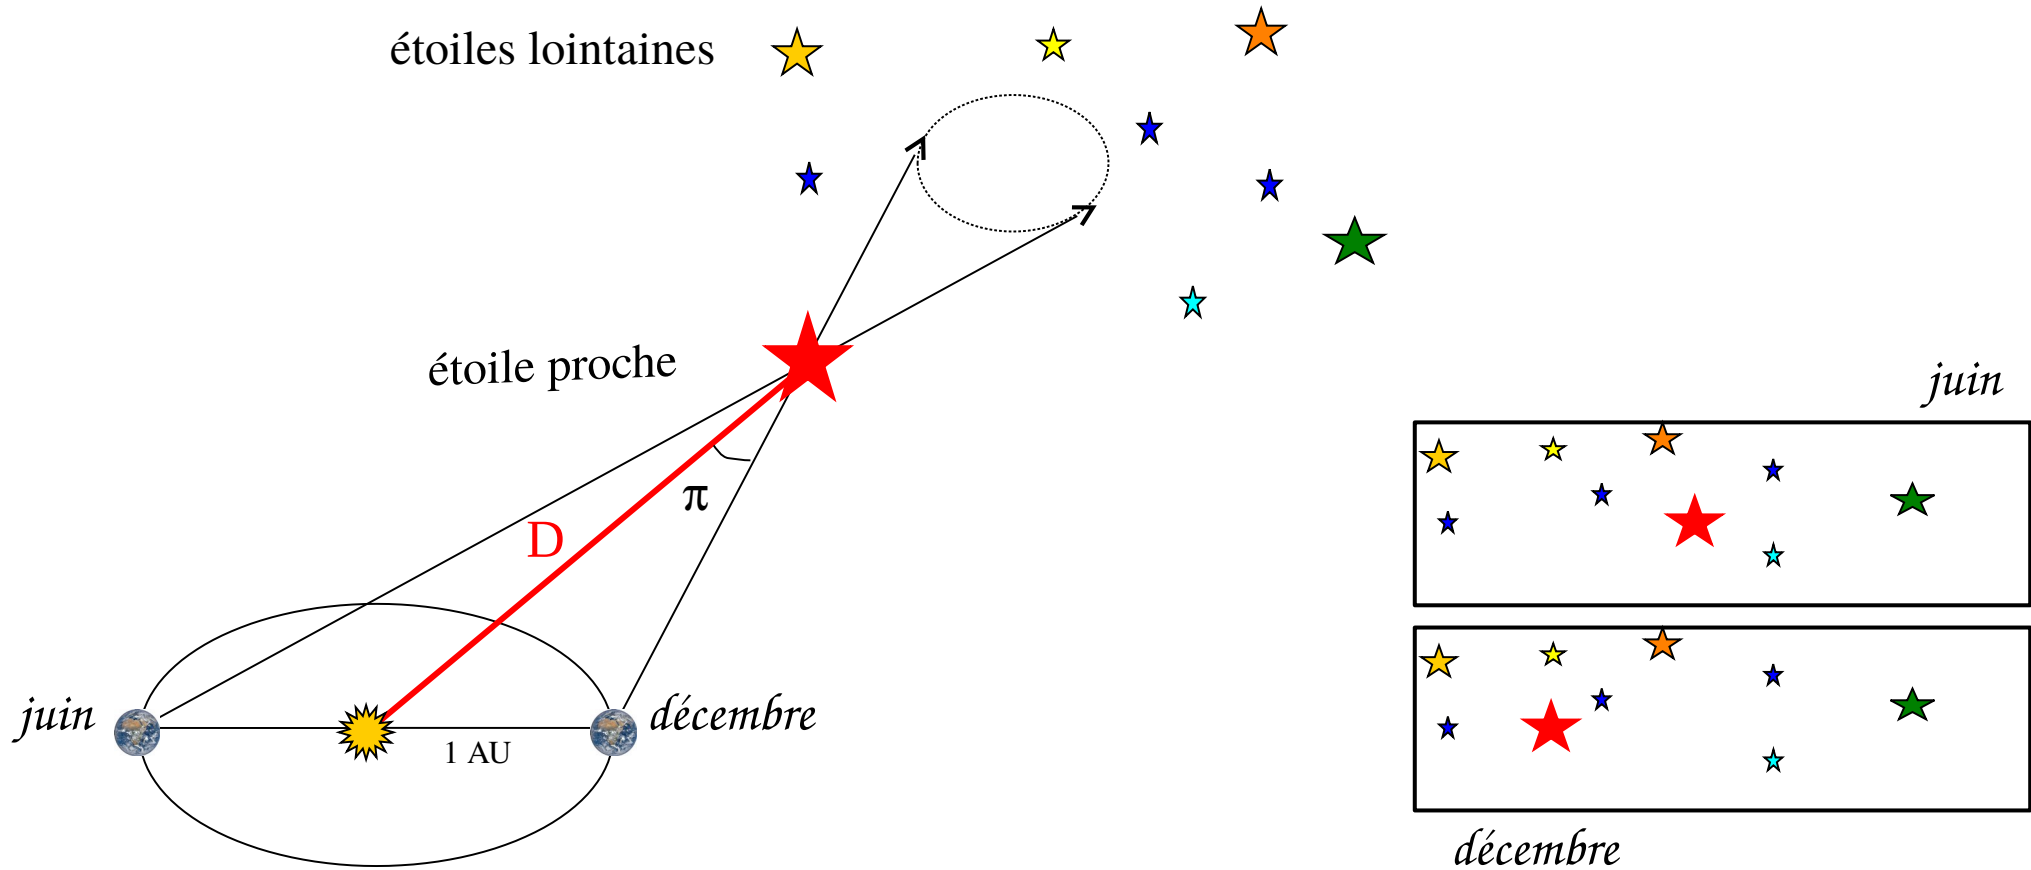 étoiles lointaines
étoile proche
juin
π
D
juin
décembre
1 AU
décembre